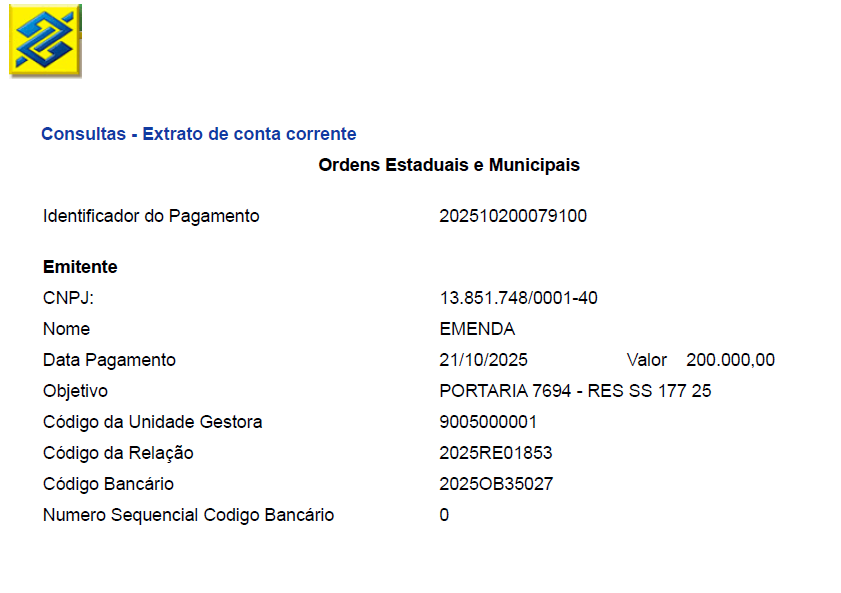 Consultas - Extrato de conta corrente
Ordens Estaduais e Municipais
Identificador do Pagamento 202510200079100
Emitente
CNPJ: 13.851.748/0001-40
Nome EMENDA
Data Pagamento 21/10/2025 Valor 200.000,00
Objetivo PORTARIA 7694 - RES SS 177 25
Código da Unidade Gestora 9005000001
Código da Relação 2025RE01853
Código Bancário 2025OB35027
Numero Sequencial Codigo Bancário 0